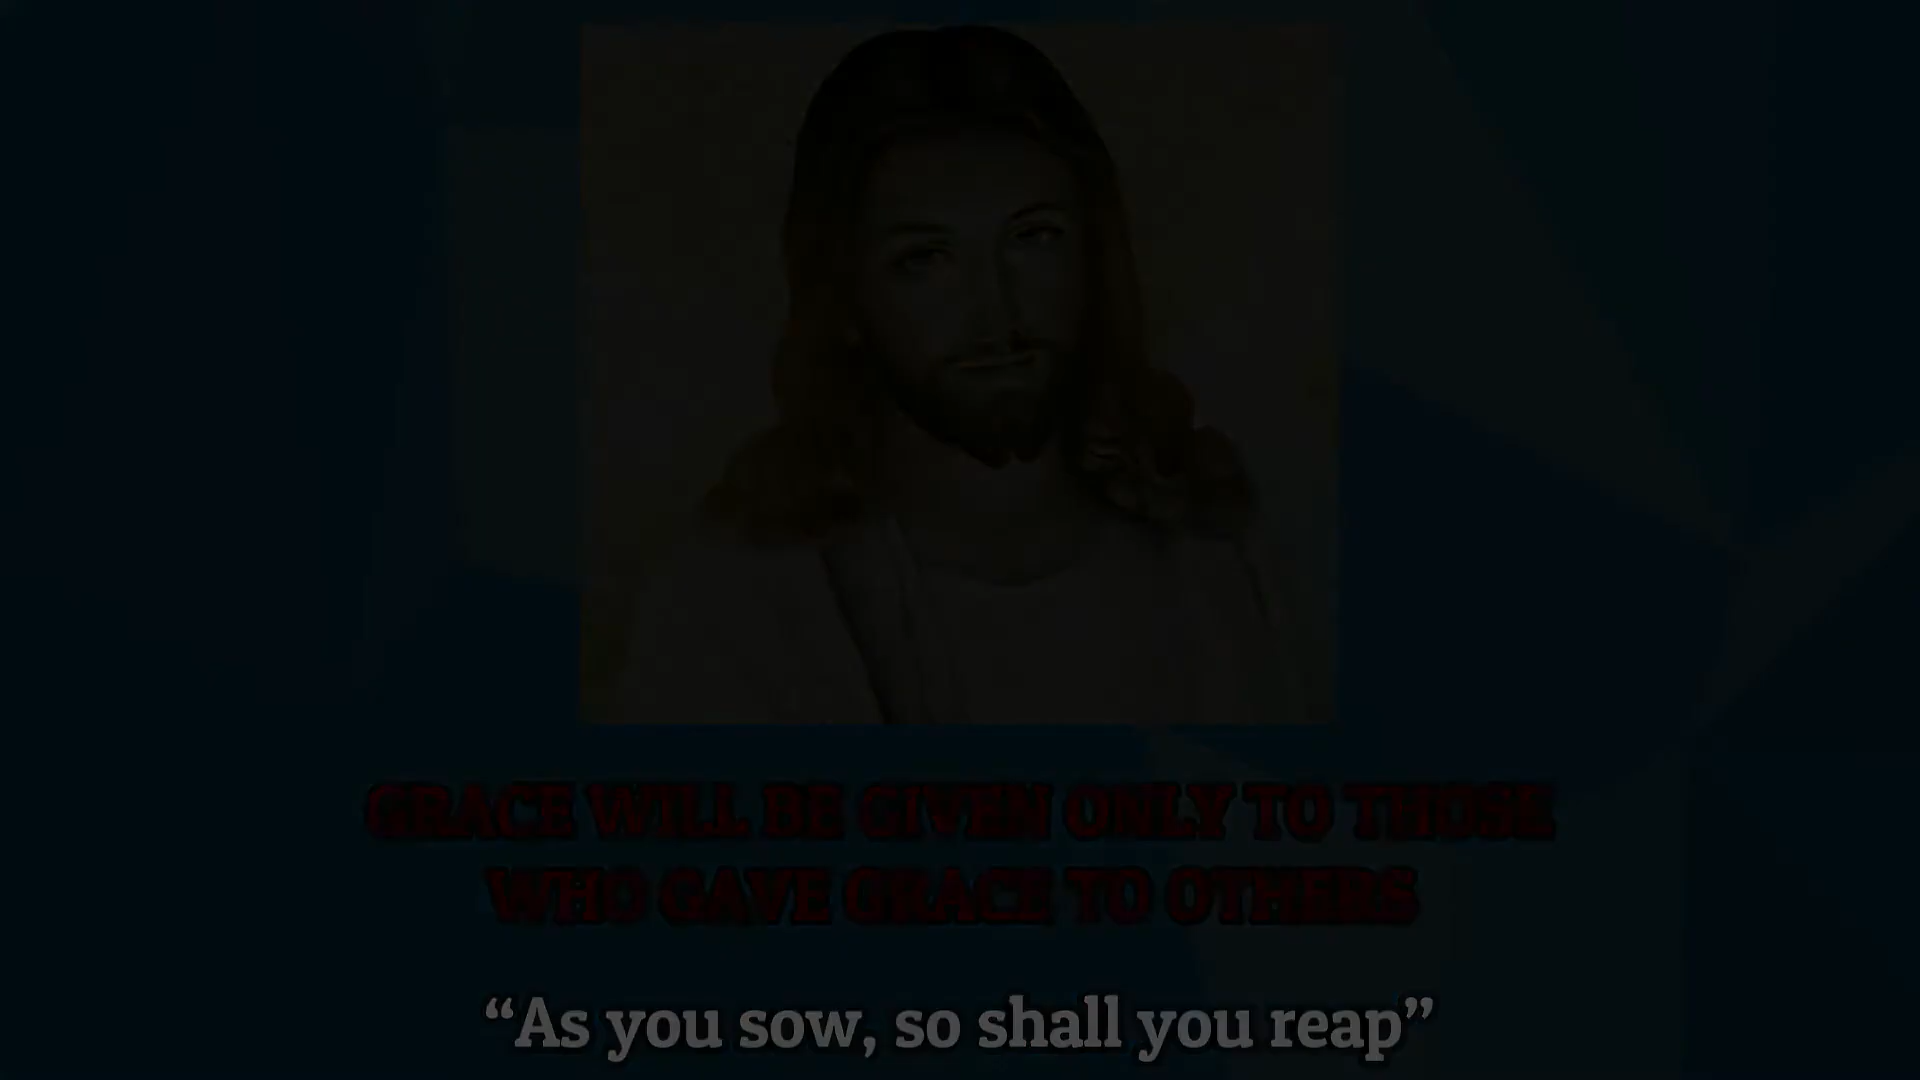 GRACE WILL BE GIVEN ONLY TO THOSE
WHO GAVE GRACE TO OTHERS
“As you sow, so shall you reap”